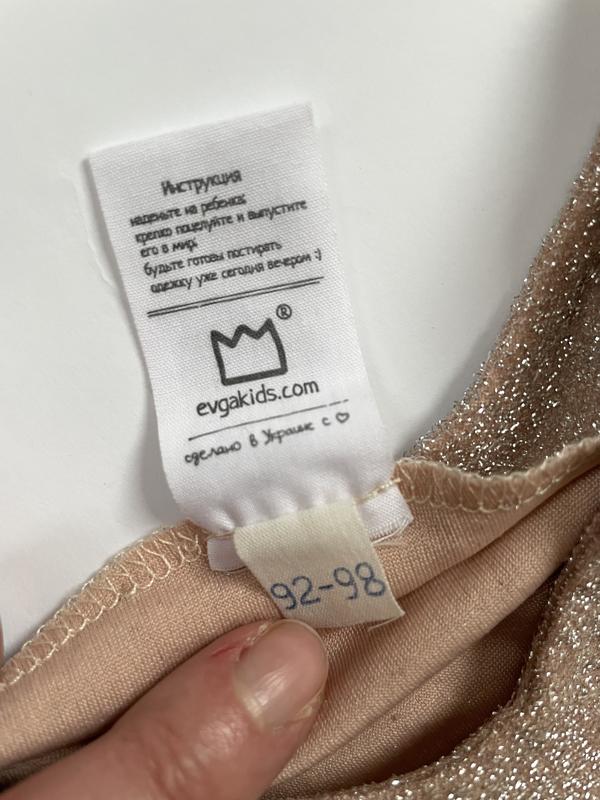 Инструкция
наденьте на ребенка
крепко поцелуйте и выпустите
его в мир
будьте готовы постирать
одежку уже сегодня вечером :)
®
evgakids.com
сделано в Украине с ♡
92-98